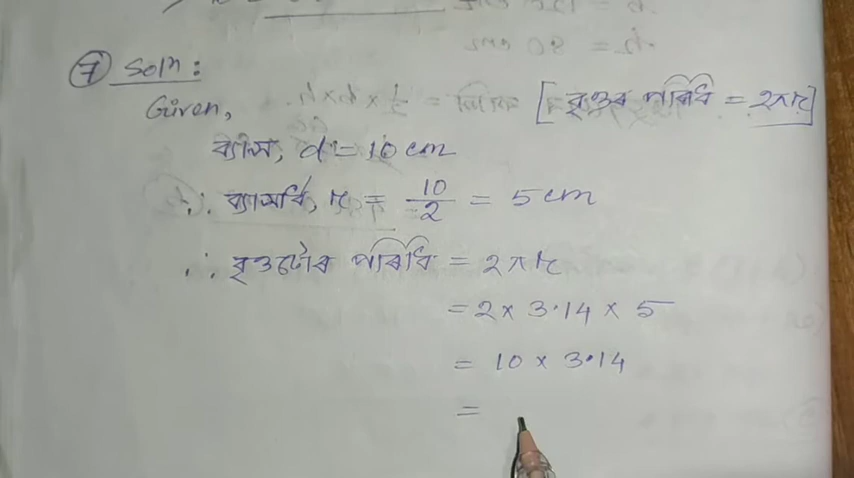 7 Soln:
Given, [বৃত্তৰ পৰিধি = 2πr]
ব্যাস, d = 10 cm
∴ ব্যাসাৰ্ধ, r = 10/2 = 5 cm
∴ বৃত্তটোৰ পৰিধি = 2πr
= 2 × 3.14 × 5
= 10 × 3.14
=